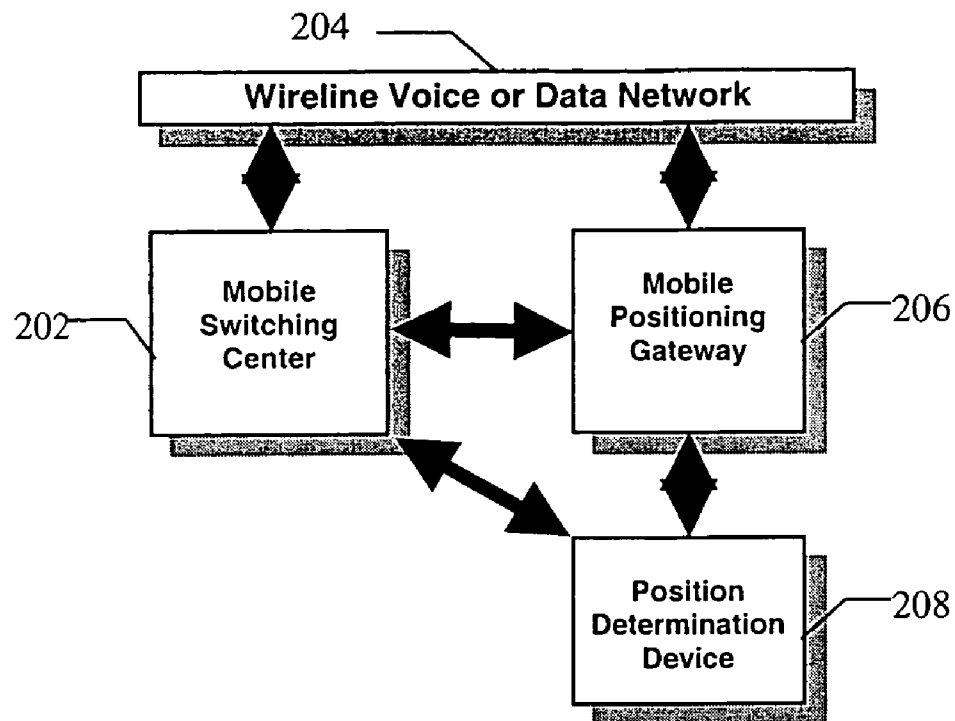 204
Wireline Voice or Data Network
Mobile
Switching
Center
202
Mobile
Positioning
Gateway
206
Position
Determination
Device
208